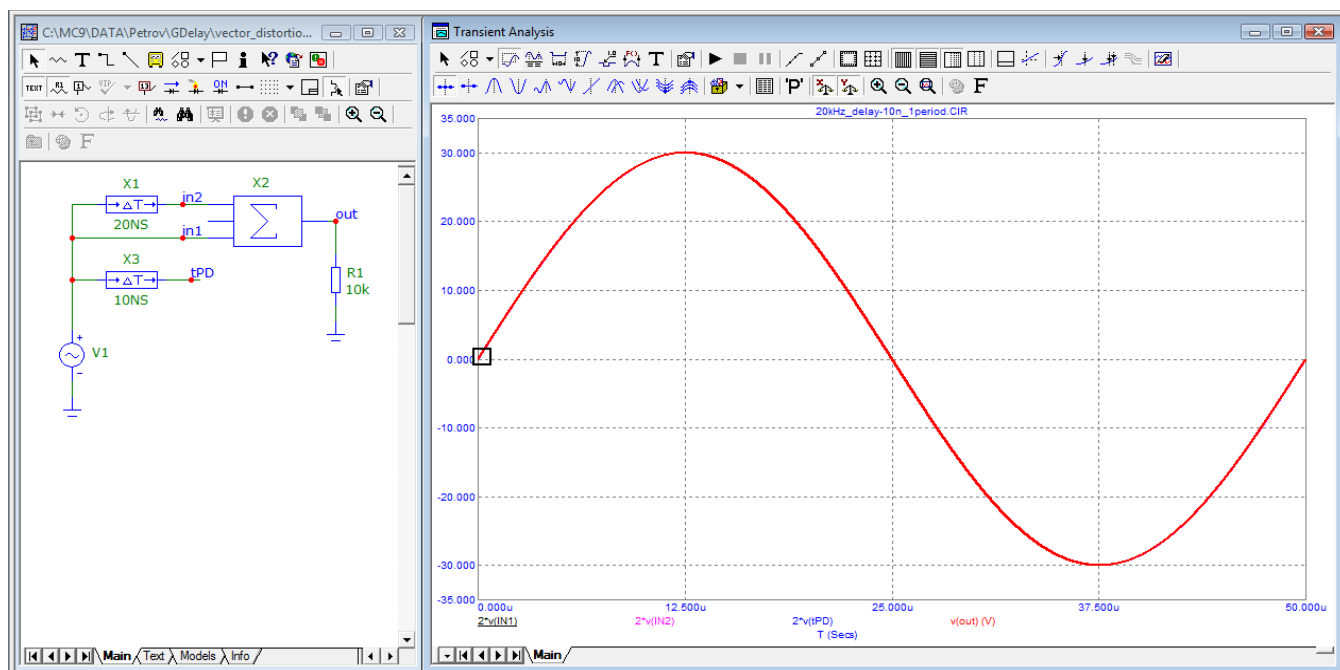 C:\MC9\DATA\Petrov\GDelay\vector_distortio...
T
i
TEXT
F
X1
in2
X2
ΔT
20NS
in1
out
X3
tPD
ΔT
10NS
R1
10k
+
V1
-
Main Text Models Info
Transient Analysis
T
'P'
F
20kHz_delay-10n_1period.CIR
35.000
30.000
20.000
10.000
0.000
-10.000
-20.000
-30.000
-35.000
0.000u 12.500u 25.000u 37.500u 50.000u
2*v(IN1) 2*v(IN2) 2*v(tPD) v(out) (V)
T (Secs)
Main